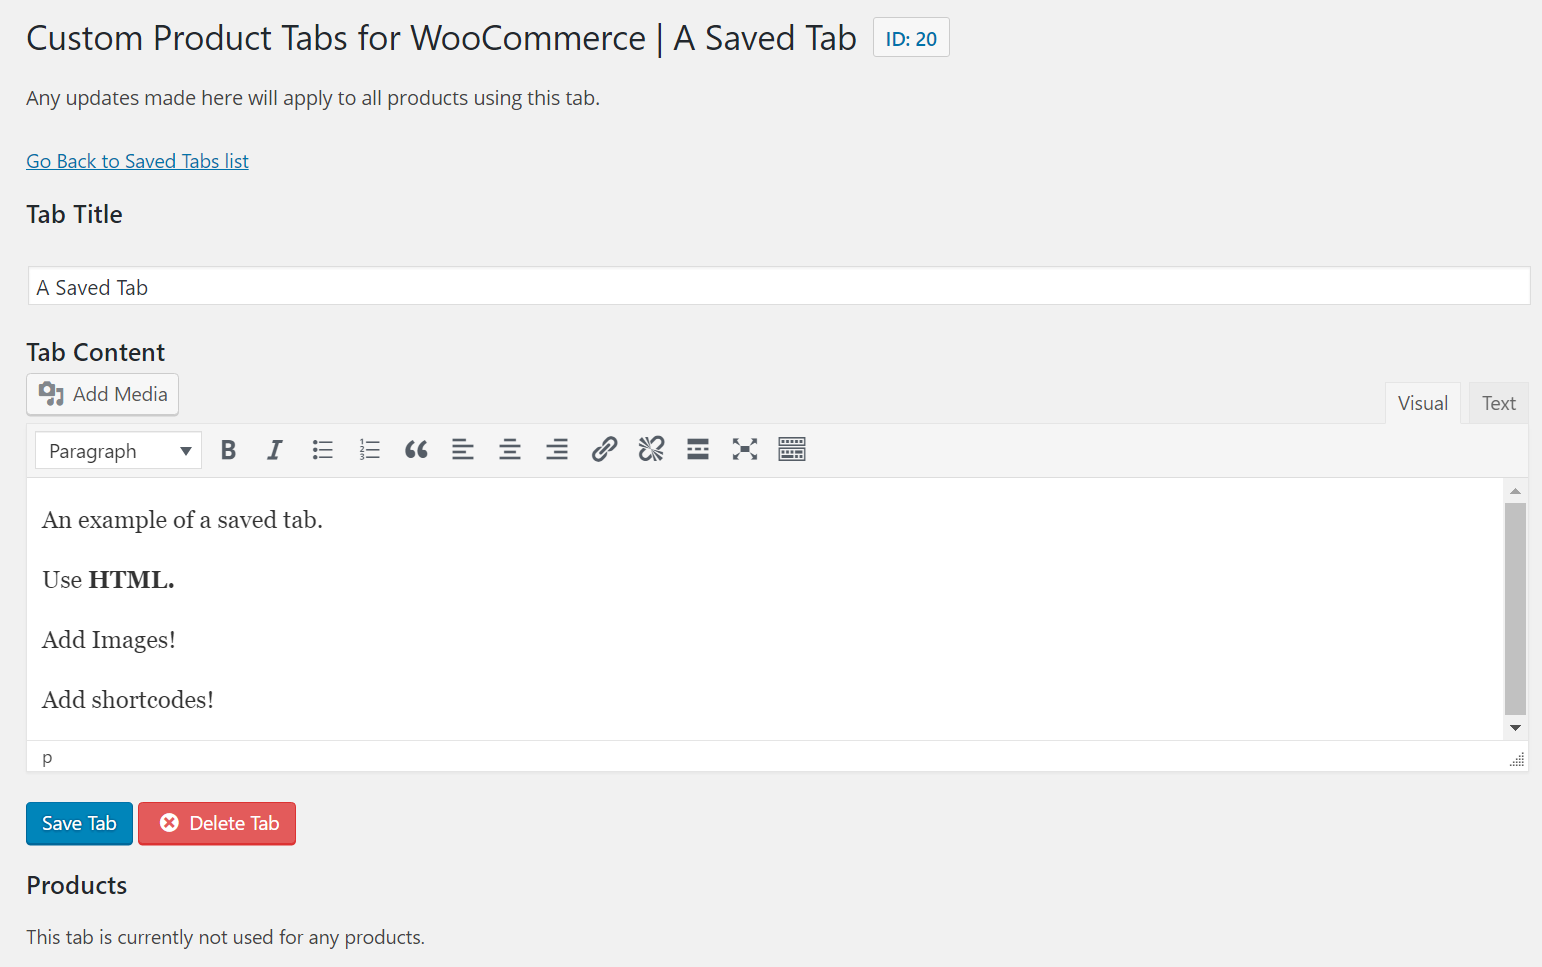 Custom Product Tabs for WooCommerce | A Saved Tab ID: 20
Any updates made here will apply to all products using this tab.
Go Back to Saved Tabs list
Tab Title
A Saved Tab
Tab Content
Add Media
Visual Text
Paragraph
An example of a saved tab.
Use HTML.
Add Images!
Add shortcodes!
p
Save Tab Delete Tab
Products
This tab is currently not used for any products.